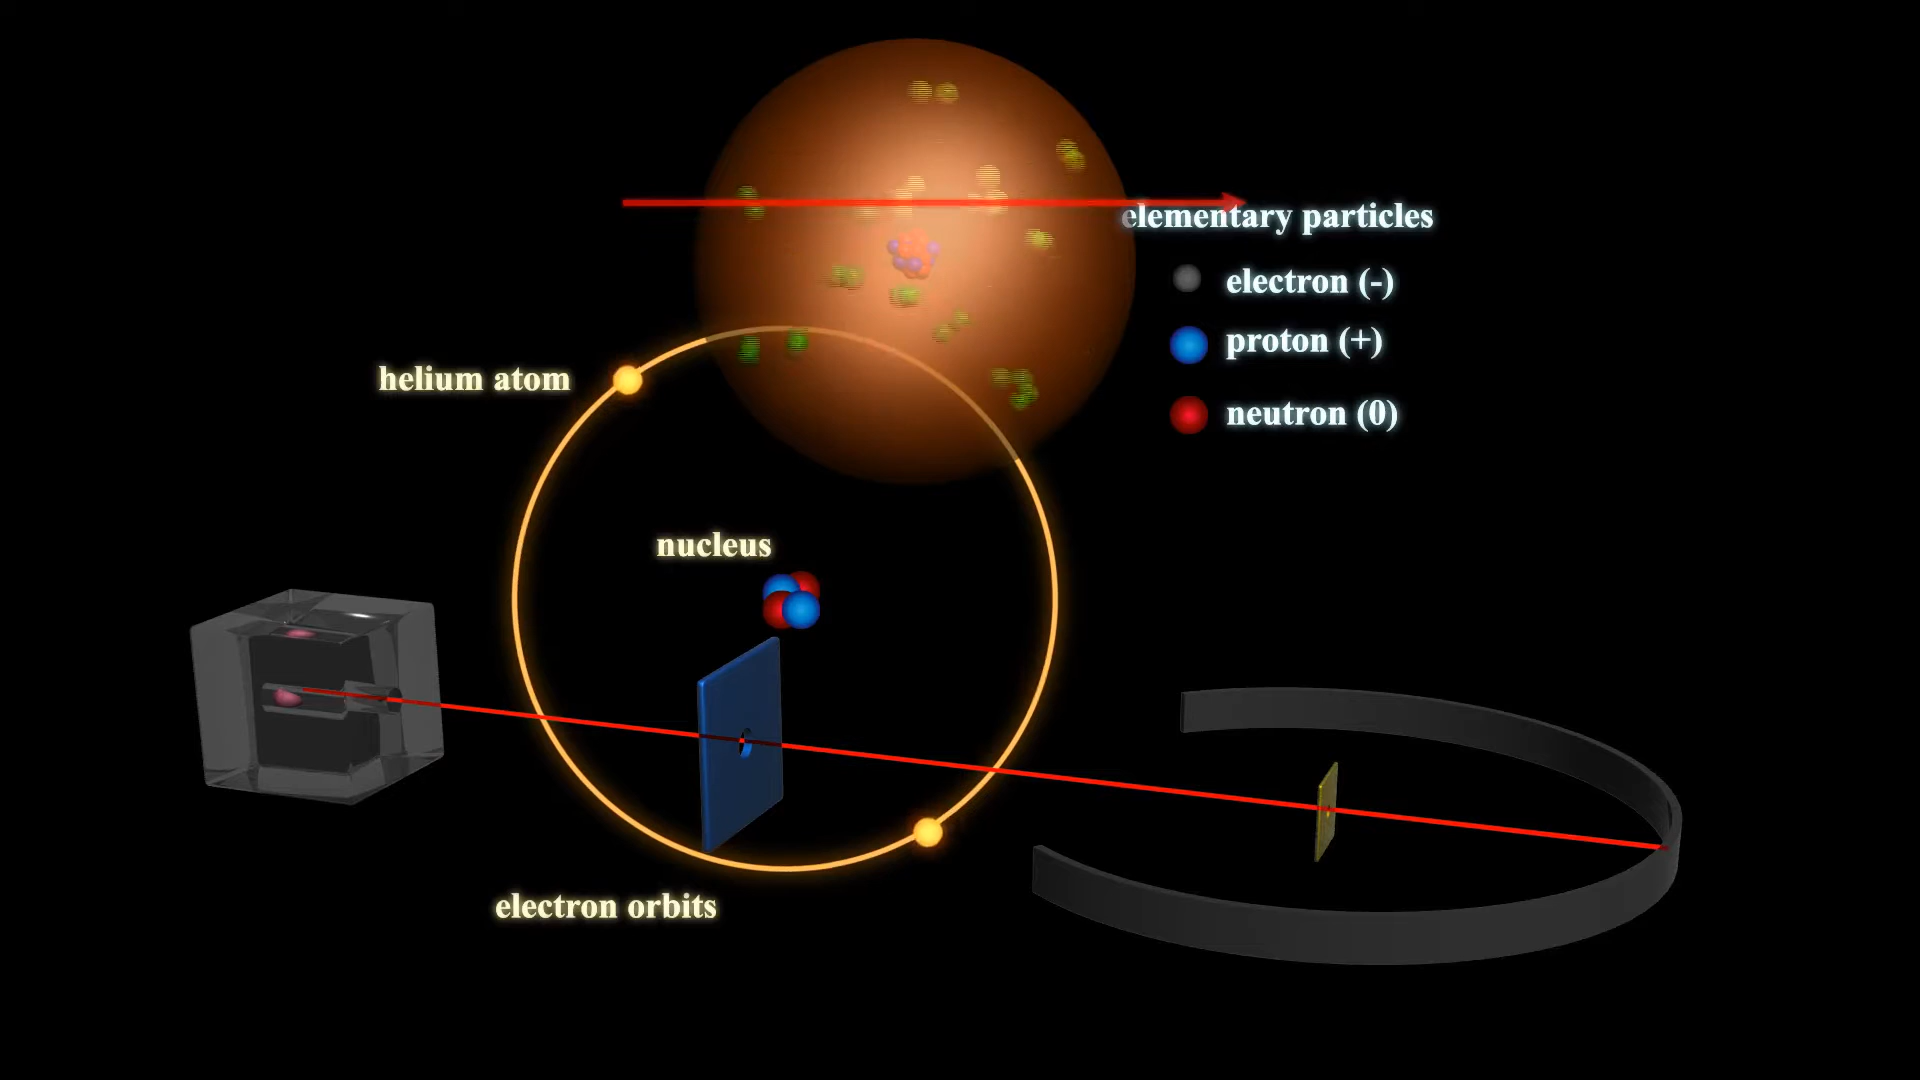 elementary particles
electron (-)
proton (+)
neutron (0)
helium atom
nucleus
electron orbits